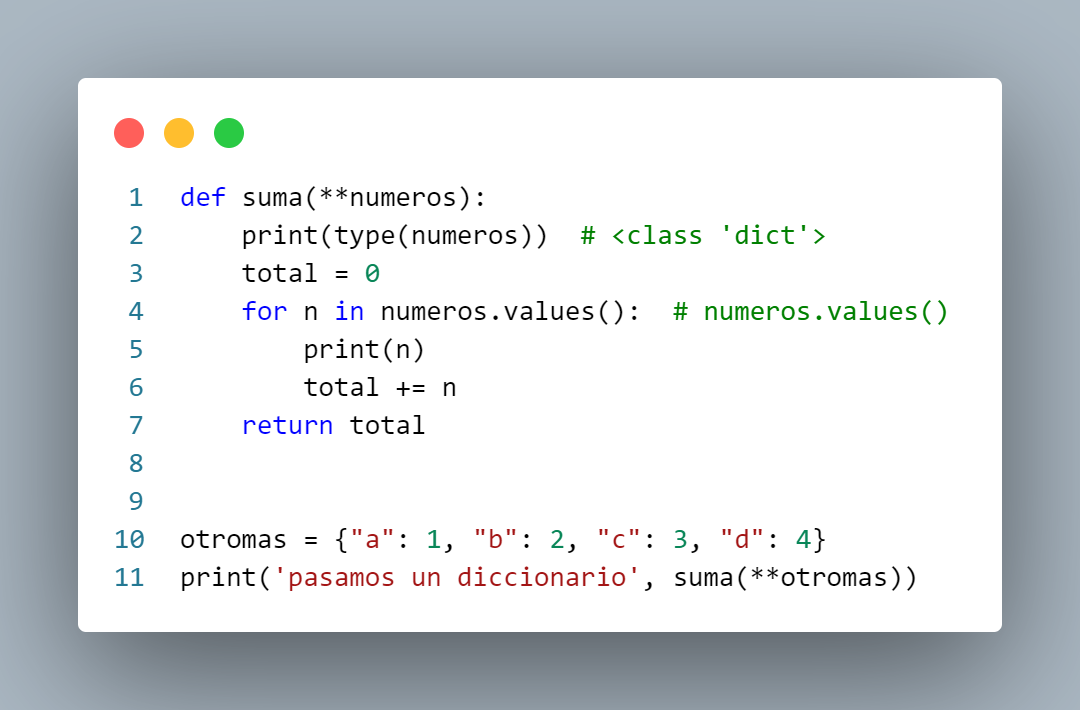 1 def suma(**numeros):
2     print(type(numeros))  # <class 'dict'>
3     total = 0
4     for n in numeros.values():  # numeros.values()
5         print(n)
6         total += n
7     return total
8
9
10 otromas = {"a": 1, "b": 2, "c": 3, "d": 4}
11 print('pasamos un diccionario', suma(**otromas))